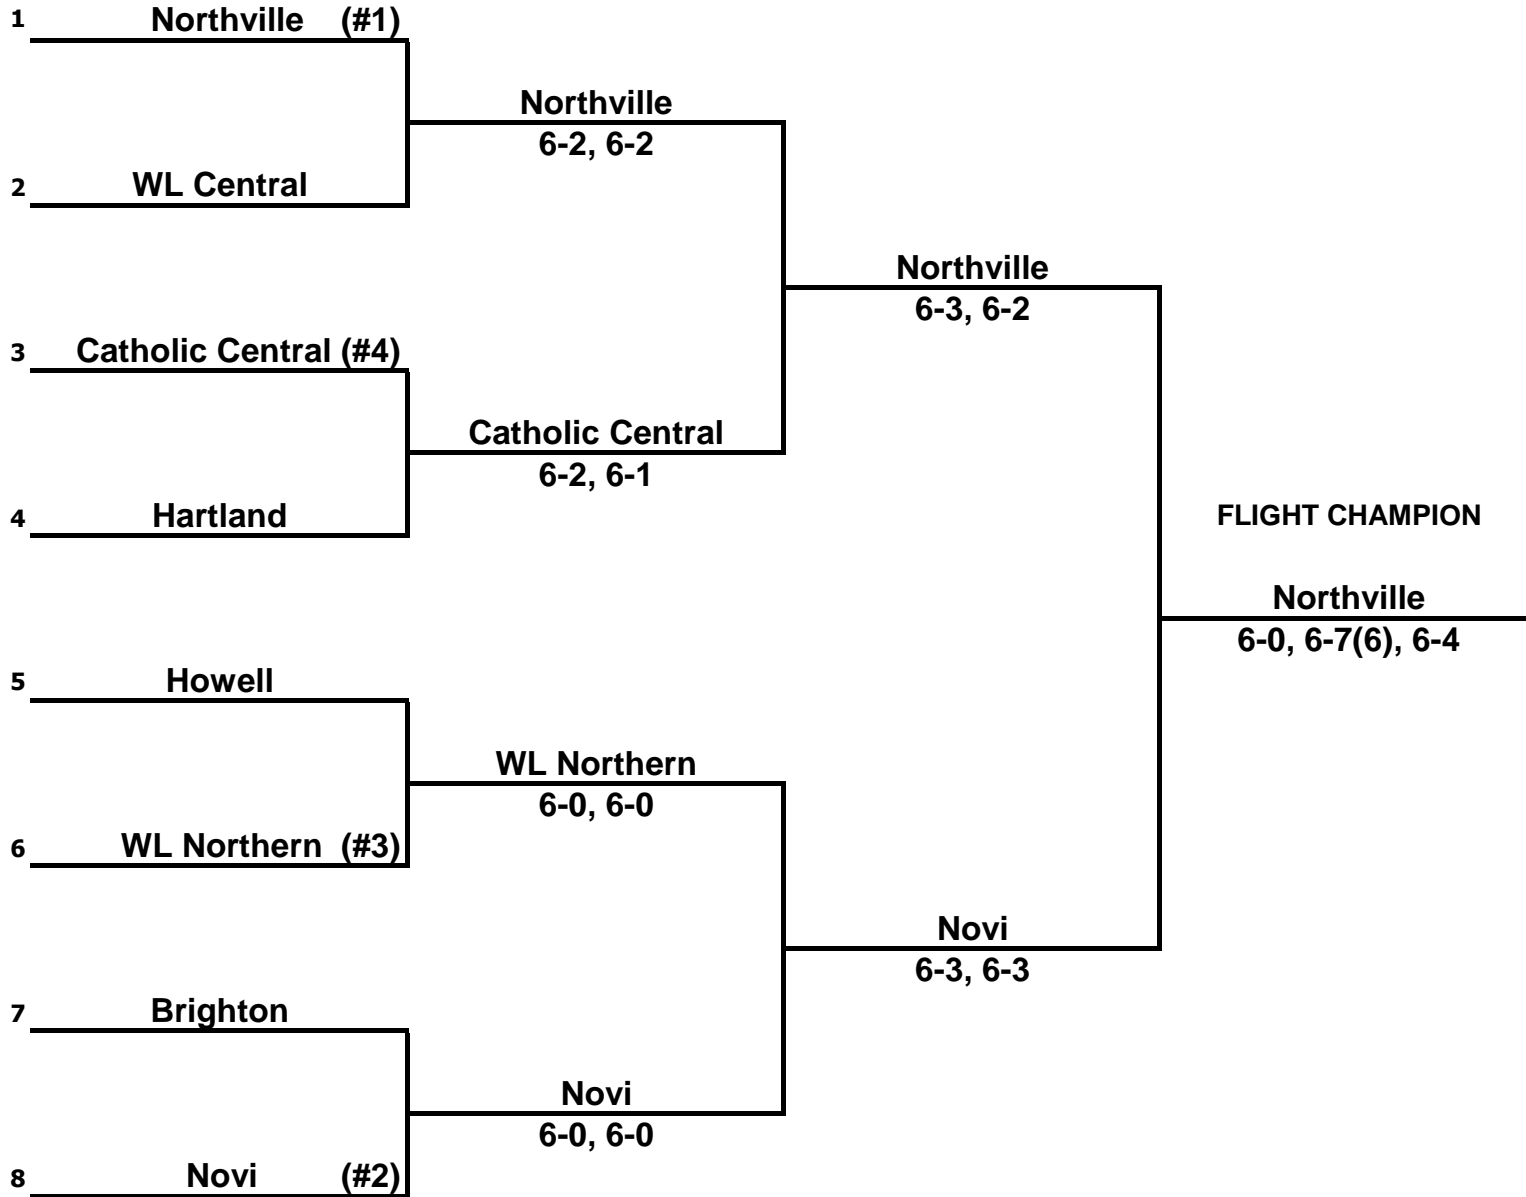 1 Northville (#1)
Northville
6-2, 6-2
2 WL Central
Northville
6-3, 6-2
3 Catholic Central (#4)
Catholic Central
6-2, 6-1
4 Hartland
FLIGHT CHAMPION
Northville
6-0, 6-7(6), 6-4
5 Howell
WL Northern
6-0, 6-0
6 WL Northern (#3)
Novi
6-3, 6-3
7 Brighton
Novi
6-0, 6-0
8 Novi (#2)